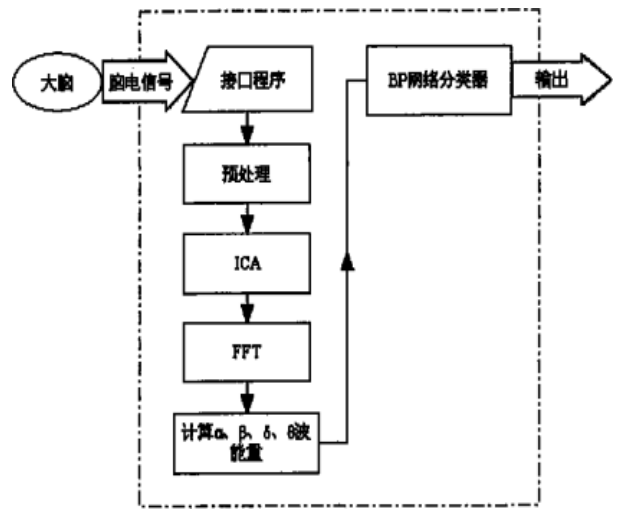 大脑
脑电信号
接口程序
BP网络分类器
输出
预处理
ICA
FFT
计算α、β、δ、θ波
能量